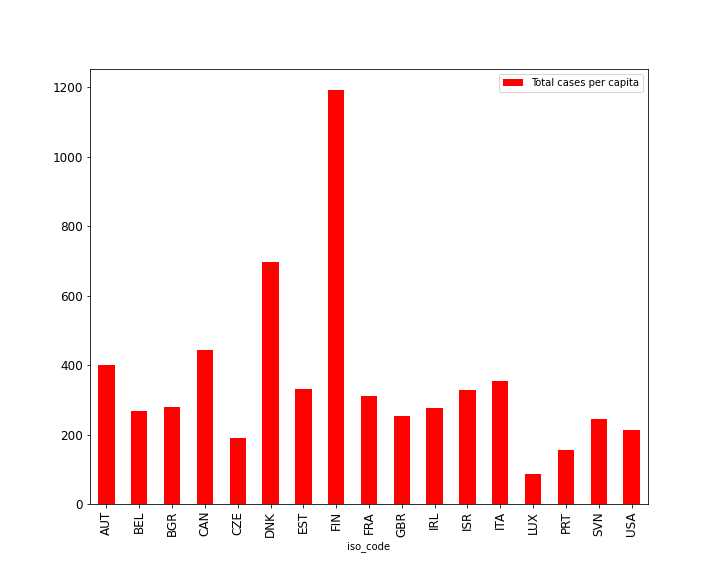 Total cases per capita
1200
1000
800
600
400
200
0
AUT BEL BGR CAN CZE DNK EST FIN FRA GBR IRL ISR ITA LUX PRT SVN USA
iso_code